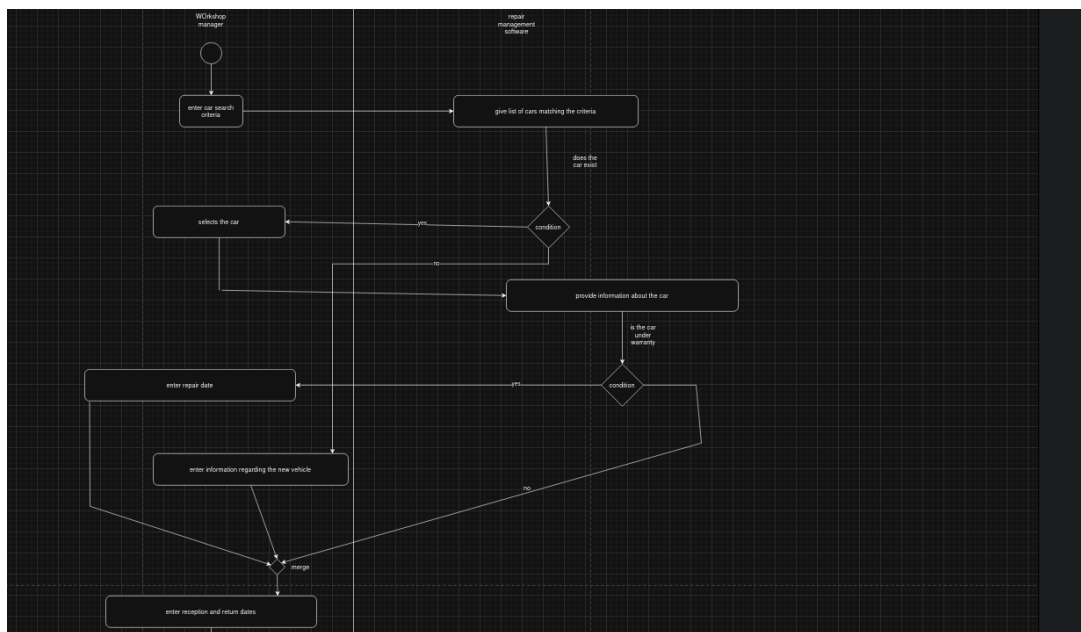 WOrkshop
manager
repair
management
software
enter car search
criteria
give list of cars matching the criteria
does the
car exist
selects the car
yes
condition
no
provide information about the car
is the car
under
warranty
enter repair date
yes
condition
enter information regarding the new vehicle
no
merge
enter reception and return dates